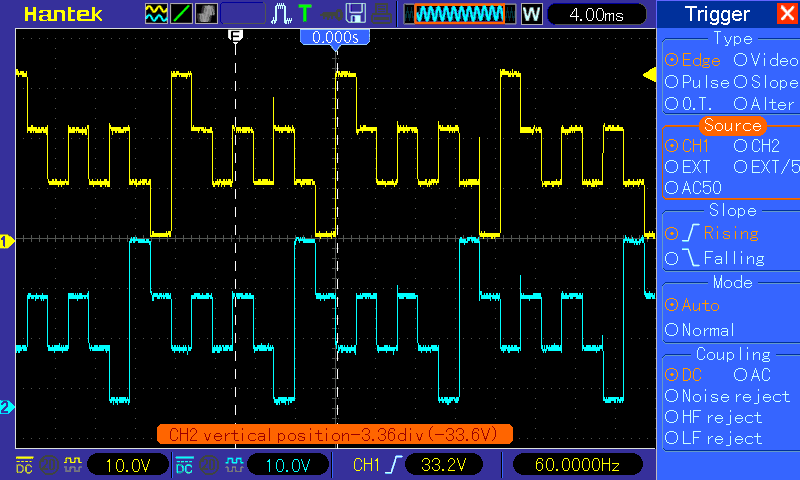 Hantek T W 4.00ms Trigger
0.000s
Type
Edge Video
Pulse Slope
O.T. Alter
Source
CH1 CH2
EXT EXT/5
AC50
Slope
Rising
Falling
Mode
Auto
Normal
Coupling
DC AC
Noise reject
HF reject
LF reject
1
2
CH2 vertical position-3.36div(-33.6V)
DC 10.0V DC 10.0V CH1 33.2V 60.0000Hz